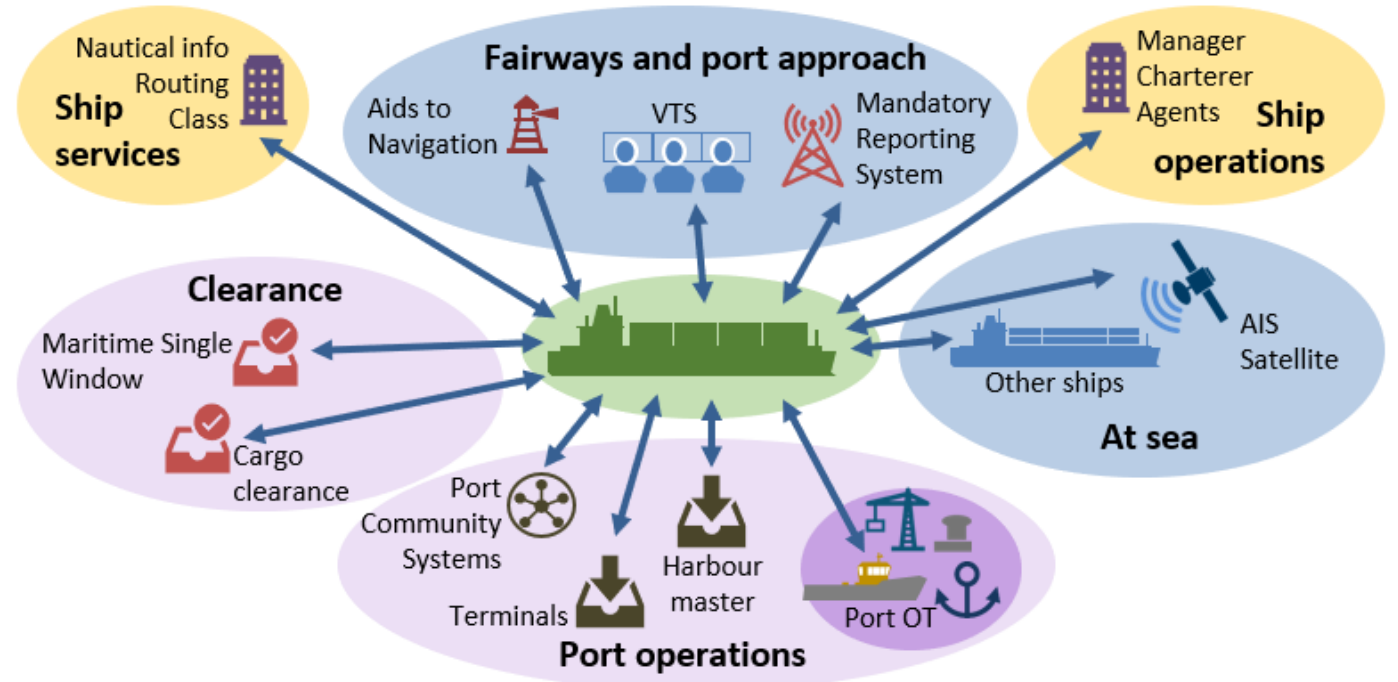 Nautical info
Routing
Class
Ship
services
Fairways and port approach
Aids to
Navigation
VTS
Mandatory
Reporting
System
Manager
Charterer
Agents
Ship
operations
Clearance
Maritime Single
Window
Cargo
clearance
AIS
Satellite
Other ships
At sea
Port
Community
Systems
Terminals
Harbour
master
Port OT
Port operations